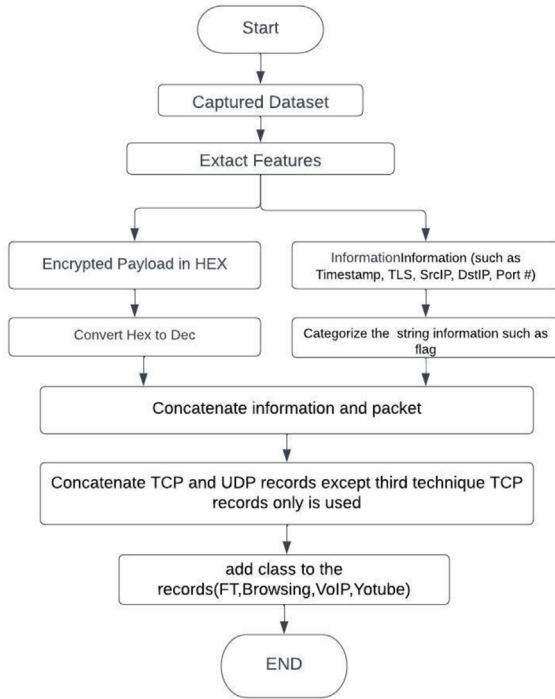 Start
Captured Dataset
Extact Features
Encrypted Payload in HEX
InformationInformation (such as
Timestamp, TLS, SrcIP, DstIP, Port #)
Convert Hex to Dec
Categorize the string information such as
flag
Concatenate information and packet
Concatenate TCP and UDP records except third technique TCP
records only is used
add class to the
records(FT,Browsing,VoIP,Yotube)
END